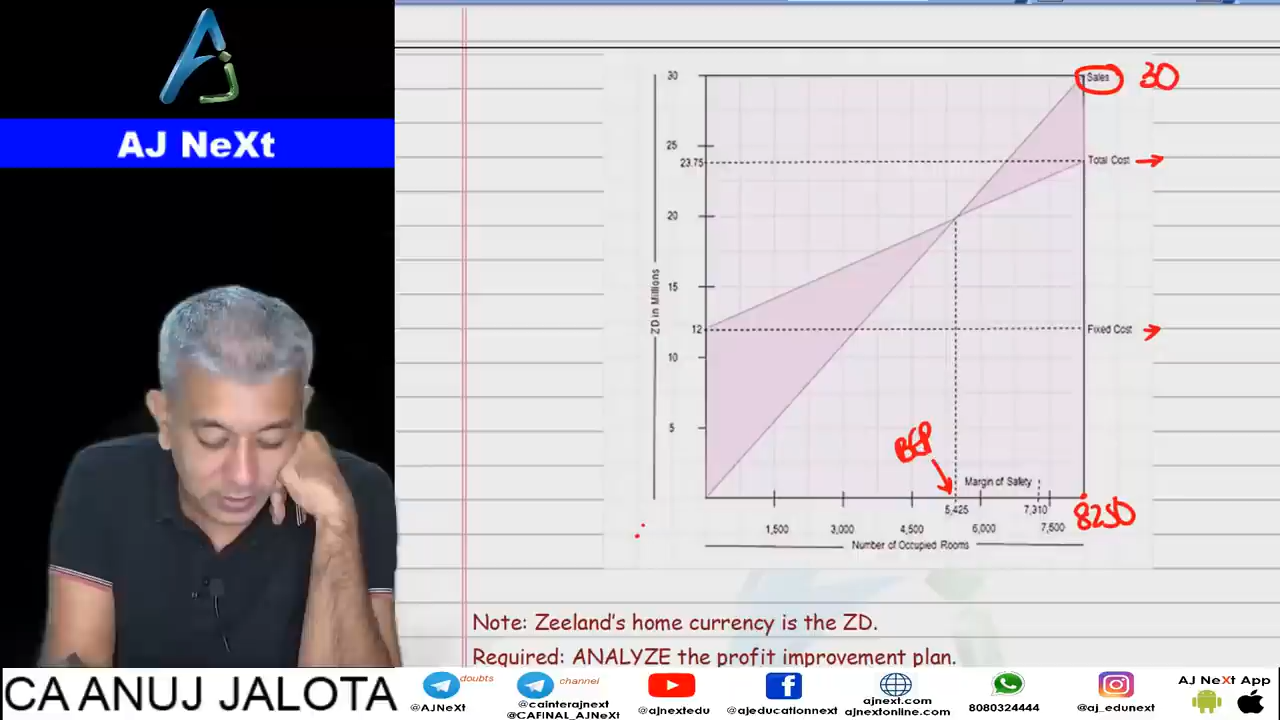 AJ NeXt
30
Sales 30
25
23.75
Total Cost
20
15
ZD in Millions
12
Fixed Cost
10
5
BEP
Margin of Safety
5,425
7,310
8250
1,500
3,000
4,500
6,000
7,500
Number of Occupied Rooms
Note: Zeeland's home currency is the ZD.
Required: ANALYZE the profit improvement plan.
CA ANUJ JALOTA
doubts
@AJNeXt
channel
@cainterajnext
@CAFINAL_AJNeXt
@ajnextedu
@ajeducationnext
ajnext.com
ajnextonline.com
8080324444
@aj_edunext
AJ NeXt App